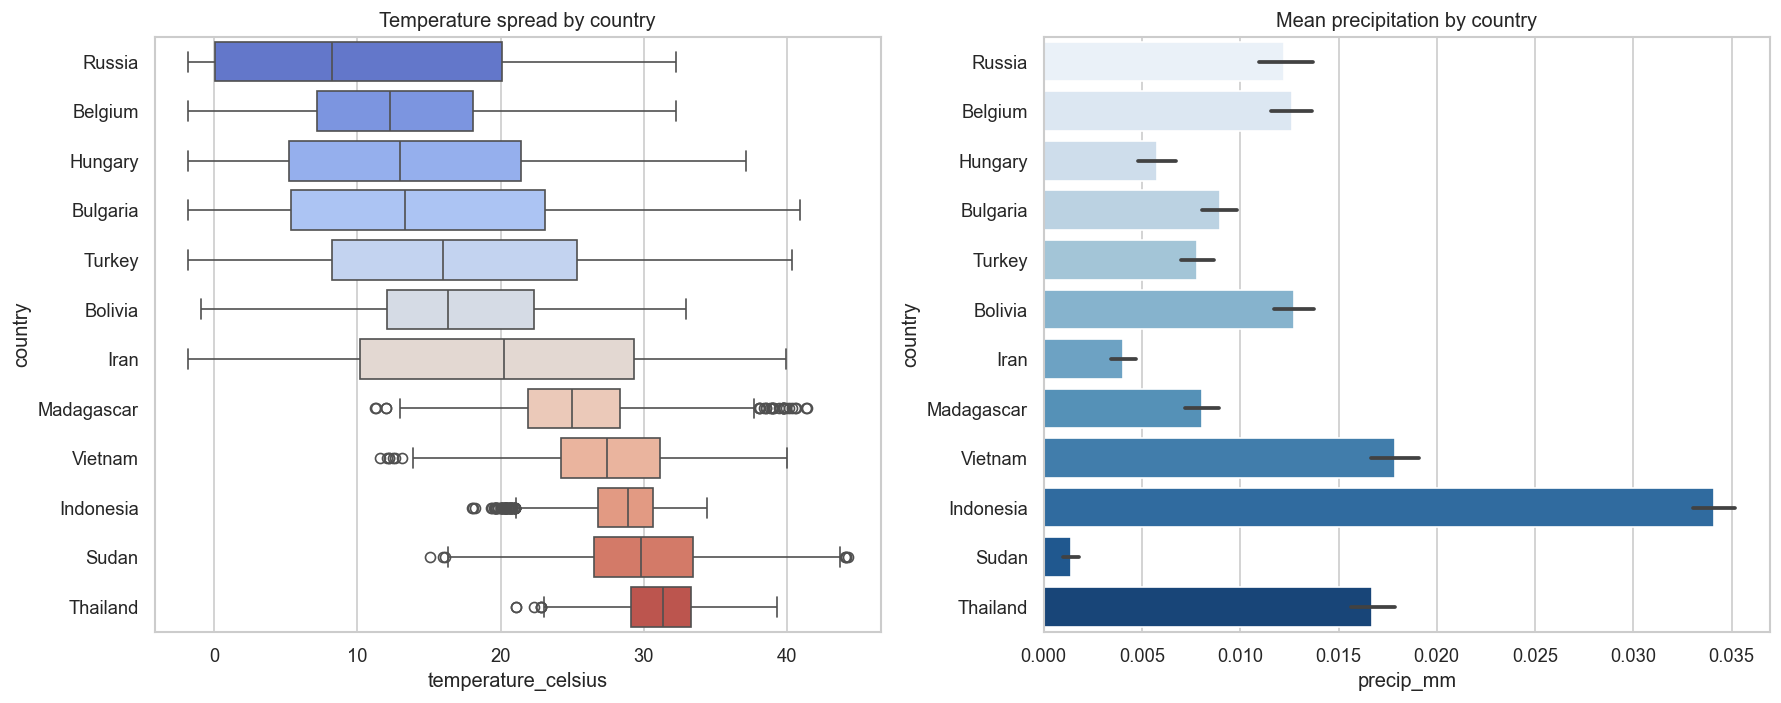 Temperature spread by country
country
Russia
Belgium
Hungary
Bulgaria
Turkey
Bolivia
Iran
Madagascar
Vietnam
Indonesia
Sudan
Thailand
0 10 20 30 40
temperature_celsius
Mean precipitation by country
country
Russia
Belgium
Hungary
Bulgaria
Turkey
Bolivia
Iran
Madagascar
Vietnam
Indonesia
Sudan
Thailand
0.000 0.005 0.010 0.015 0.020 0.025 0.030 0.035
precip_mm